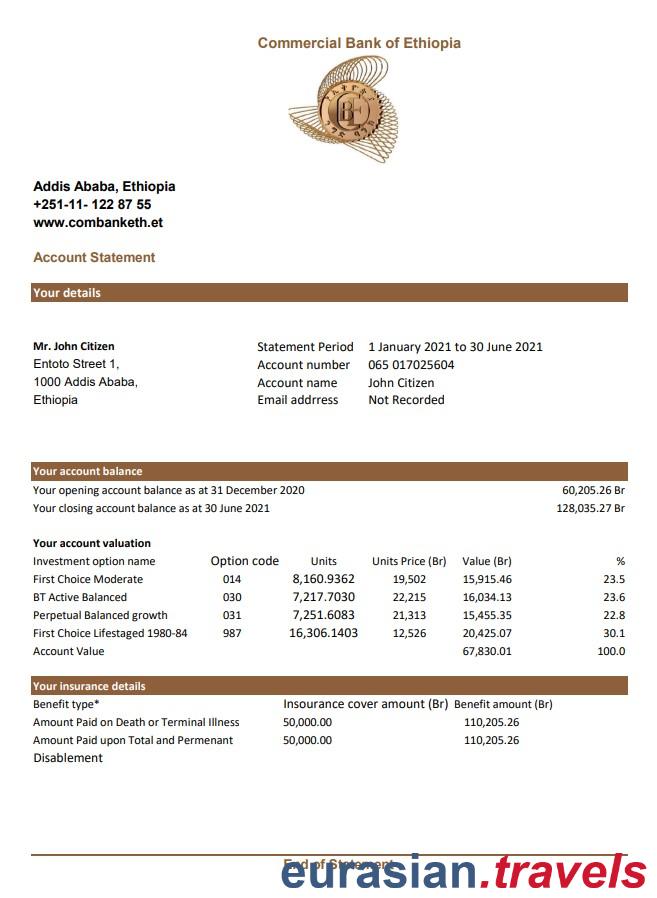 Commercial Bank of Ethiopia
Addis Ababa, Ethiopia
+251-11- 122 87 55
www.combanketh.et
Account Statement
Your details
Mr. John Citizen
Entoto Street 1,
1000 Addis Ababa,
Ethiopia
Statement Period 1 January 2021 to 30 June 2021
Account number 065 017025604
Account name John Citizen
Email addrress Not Recorded
Your account balance
Your opening account balance as at 31 December 2020 60,205.26 Br
Your closing account balance as at 30 June 2021 128,035.27 Br
Your account valuation
Investment option name Option code Units Units Price (Br) Value (Br) %
First Choice Moderate 014 8,160.9362 19,502 15,915.46 23.5
BT Active Balanced 030 7,217.7030 22,215 16,034.13 23.6
Perpetual Balanced growth 031 7,251.6083 21,313 15,455.35 22.8
First Choice Lifestaged 1980-84 987 16,306.1403 12,526 20,425.07 30.1
Account Value 67,830.01 100.0
Your insurance details
Benefit type* Insourance cover amount (Br) Benefit amount (Br)
Amount Paid on Death or Terminal Illness 50,000.00 110,205.26
Amount Paid upon Total and Permenant 50,000.00 110,205.26
Disablement
End of Statement
eurasian.travels